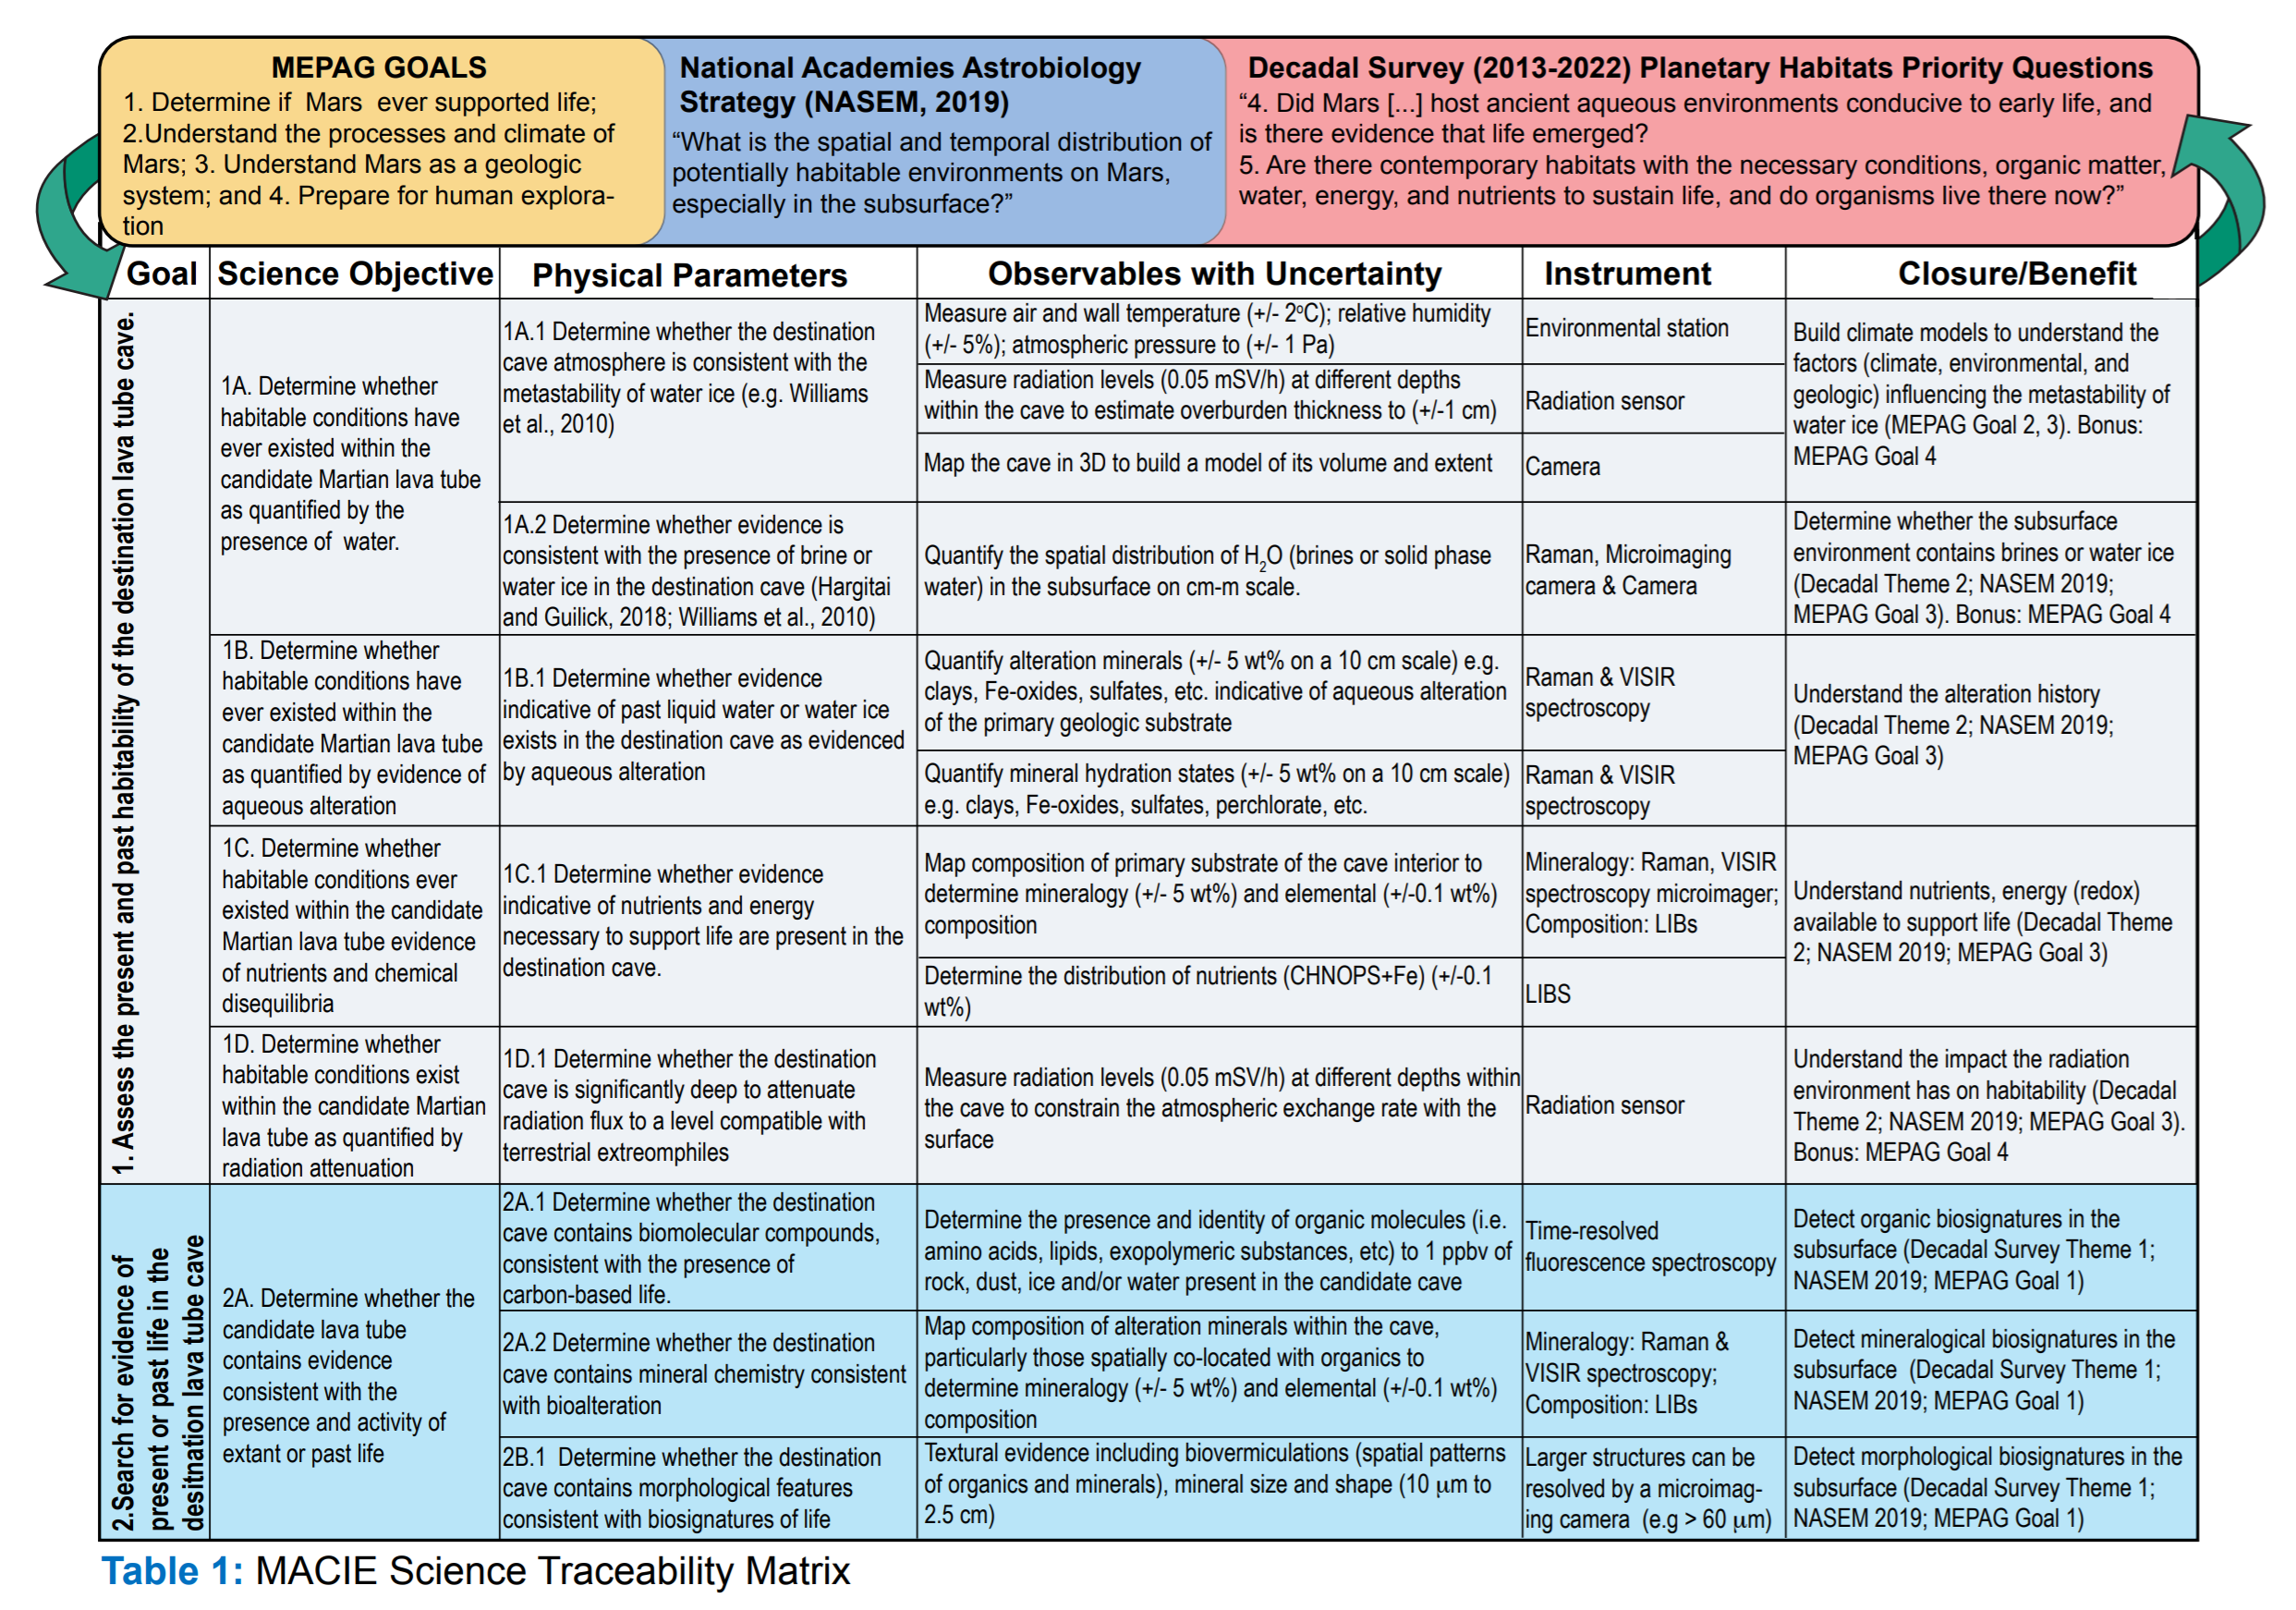 MEPAG GOALS
1. Determine if Mars ever supported life;
2.Understand the processes and climate of
Mars; 3. Understand Mars as a geologic
system; and 4. Prepare for human explora-
tion
National Academies Astrobiology
Strategy (NASEM, 2019)
“What is the spatial and temporal distribution of
potentially habitable environments on Mars,
especially in the subsurface?”
Decadal Survey (2013-2022) Planetary Habitats Priority Questions
“4. Did Mars [...] host ancient aqueous environments conducive to early life, and
is there evidence that life emerged?
5. Are there contemporary habitats with the necessary conditions, organic matter,
water, energy, and nutrients to sustain life, and do organisms live there now?”
Goal
Science Objective
Physical Parameters
Observables with Uncertainty
Instrument
Closure/Benefit
1. Assess the present and past habitability of the destination lava tube cave.
1A. Determine whether
habitable conditions have
ever existed within the
candidate Martian lava tube
as quantified by the
presence of water.
1A.1 Determine whether the destination
cave atmosphere is consistent with the
metastability of water ice (e.g. Williams
et al., 2010)
Measure air and wall temperature (+/- 2ºC); relative humidity
(+/- 5%); atmospheric pressure to (+/- 1 Pa)
Environmental station
Measure radiation levels (0.05 mSV/h) at different depths
within the cave to estimate overburden thickness to (+/-1 cm)
Radiation sensor
Map the cave in 3D to build a model of its volume and extent
Camera
Build climate models to understand the
factors (climate, environmental, and
geologic) influencing the metastability of
water ice (MEPAG Goal 2, 3). Bonus:
MEPAG Goal 4
1A.2 Determine whether evidence is
consistent with the presence of brine or
water ice in the destination cave (Hargitai
and Guilick, 2018; Williams et al., 2010)
Quantify the spatial distribution of H2O (brines or solid phase
water) in the subsurface on cm-m scale.
Raman, Microimaging
camera & Camera
Determine whether the subsurface
environment contains brines or water ice
(Decadal Theme 2; NASEM 2019;
MEPAG Goal 3). Bonus: MEPAG Goal 4
1B. Determine whether
habitable conditions have
ever existed within the
candidate Martian lava tube
as quantified by evidence of
aqueous alteration
1B.1 Determine whether evidence
indicative of past liquid water or water ice
exists in the destination cave as evidenced
by aqueous alteration
Quantify alteration minerals (+/- 5 wt% on a 10 cm scale) e.g.
clays, Fe-oxides, sulfates, etc. indicative of aqueous alteration
of the primary geologic substrate
Raman & VISIR
spectroscopy
Quantify mineral hydration states (+/- 5 wt% on a 10 cm scale)
e.g. clays, Fe-oxides, sulfates, perchlorate, etc.
Raman & VISIR
spectroscopy
Understand the alteration history
(Decadal Theme 2; NASEM 2019;
MEPAG Goal 3)
1C. Determine whether
habitable conditions ever
existed within the candidate
Martian lava tube evidence
of nutrients and chemical
disequilibria
1C.1 Determine whether evidence
indicative of nutrients and energy
necessary to support life are present in the
destination cave.
Map composition of primary substrate of the cave interior to
determine mineralogy (+/- 5 wt%) and elemental (+/-0.1 wt%)
composition
Mineralogy: Raman, VISIR
spectroscopy microimager;
Composition: LIBs
Determine the distribution of nutrients (CHNOPS+Fe) (+/-0.1
wt%)
LIBS
Understand nutrients, energy (redox)
available to support life (Decadal Theme
2; NASEM 2019; MEPAG Goal 3)
1D. Determine whether
habitable conditions exist
within the candidate Martian
lava tube as quantified by
radiation attenuation
1D.1 Determine whether the destination
cave is significantly deep to attenuate
radiation flux to a level compatible with
terrestrial extreomphiles
Measure radiation levels (0.05 mSV/h) at different depths within
the cave to constrain the atmospheric exchange rate with the
surface
Radiation sensor
Understand the impact the radiation
environment has on habitability (Decadal
Theme 2; NASEM 2019; MEPAG Goal 3).
Bonus: MEPAG Goal 4
2.Search for evidence of
present or past life in the
desitnation lava tube cave
2A. Determine whether the
candidate lava tube
contains evidence
consistent with the
presence and activity of
extant or past life
2A.1 Determine whether the destination
cave contains biomolecular compounds,
consistent with the presence of
carbon-based life.
Determine the presence and identity of organic molecules (i.e.
amino acids, lipids, exopolymeric substances, etc) to 1 ppbv of
rock, dust, ice and/or water present in the candidate cave
Time-resolved
fluorescence spectroscopy
Detect organic biosignatures in the
subsurface (Decadal Survey Theme 1;
NASEM 2019; MEPAG Goal 1)
2A.2 Determine whether the destination
cave contains mineral chemistry consistent
with bioalteration
Map composition of alteration minerals within the cave,
particularly those spatially co-located with organics to
determine mineralogy (+/- 5 wt%) and elemental (+/-0.1 wt%)
composition
Mineralogy: Raman &
VISIR spectroscopy;
Composition: LIBs
Detect mineralogical biosignatures in the
subsurface (Decadal Survey Theme 1;
NASEM 2019; MEPAG Goal 1)
2B.1 Determine whether the destination
cave contains morphological features
consistent with biosignatures of life
Textural evidence including biovermiculations (spatial patterns
of organics and minerals), mineral size and shape (10 μm to
2.5 cm)
Larger structures can be
resolved by a microimag-
ing camera (e.g > 60 μm)
Detect morphological biosignatures in the
subsurface (Decadal Survey Theme 1;
NASEM 2019; MEPAG Goal 1)
Table 1: MACIE Science Traceability Matrix